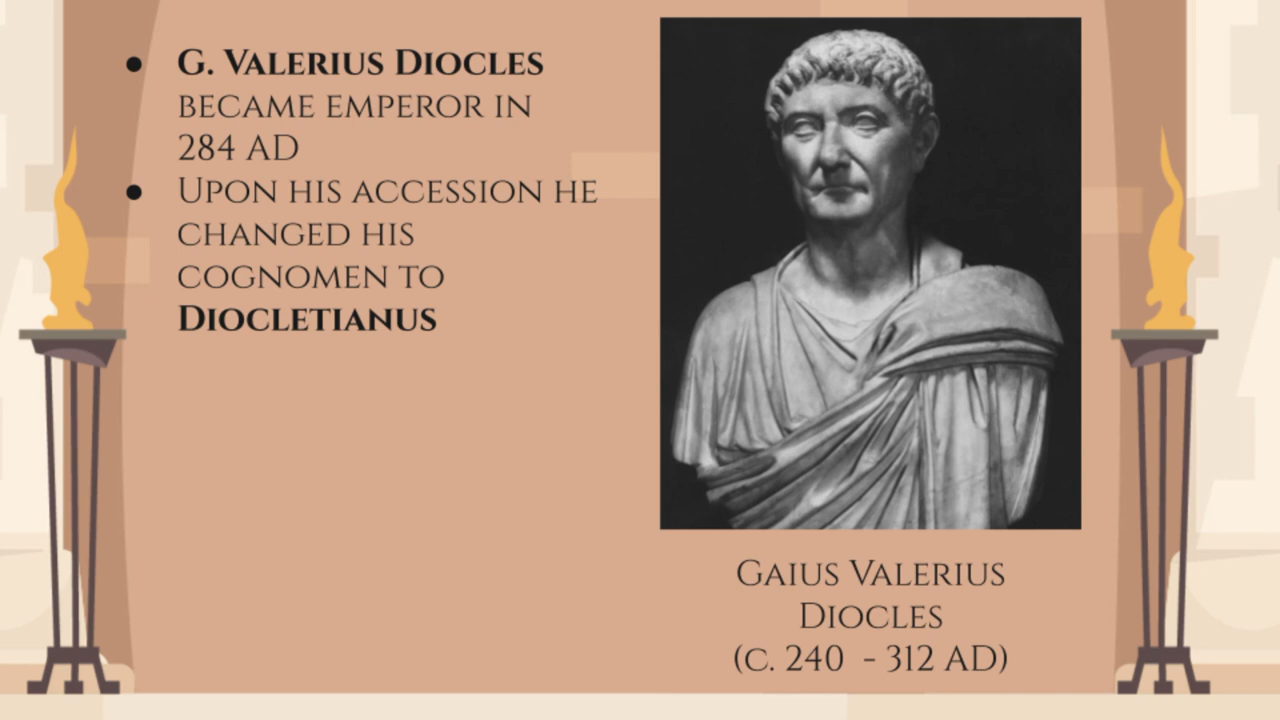 ● G. Valerius Diocles
became emperor in
284 AD
● Upon his accession he
changed his
cognomen to
Diocletianus
Gaius Valerius
Diocles
(c. 240 - 312 AD)